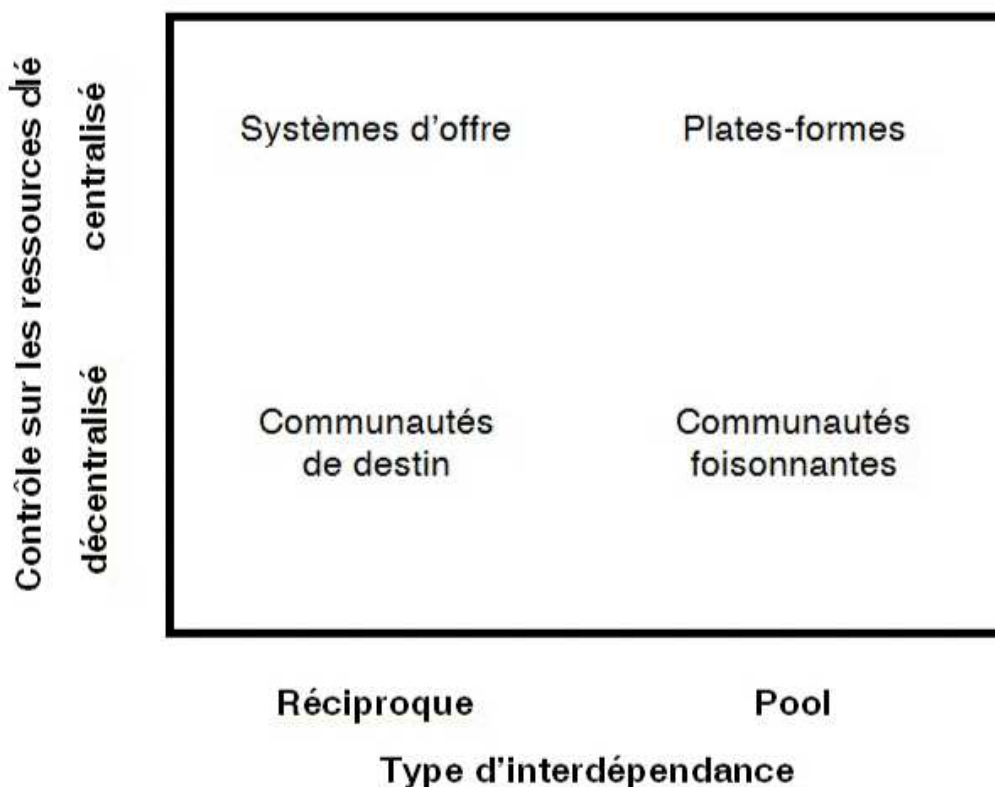 Contrôle sur les ressources clé
centralisé
décentralisé
Systèmes d'offre
Plates-formes
Communautés
de destin
Communautés
foisonnantes
Réciproque
Pool
Type d'interdépendance